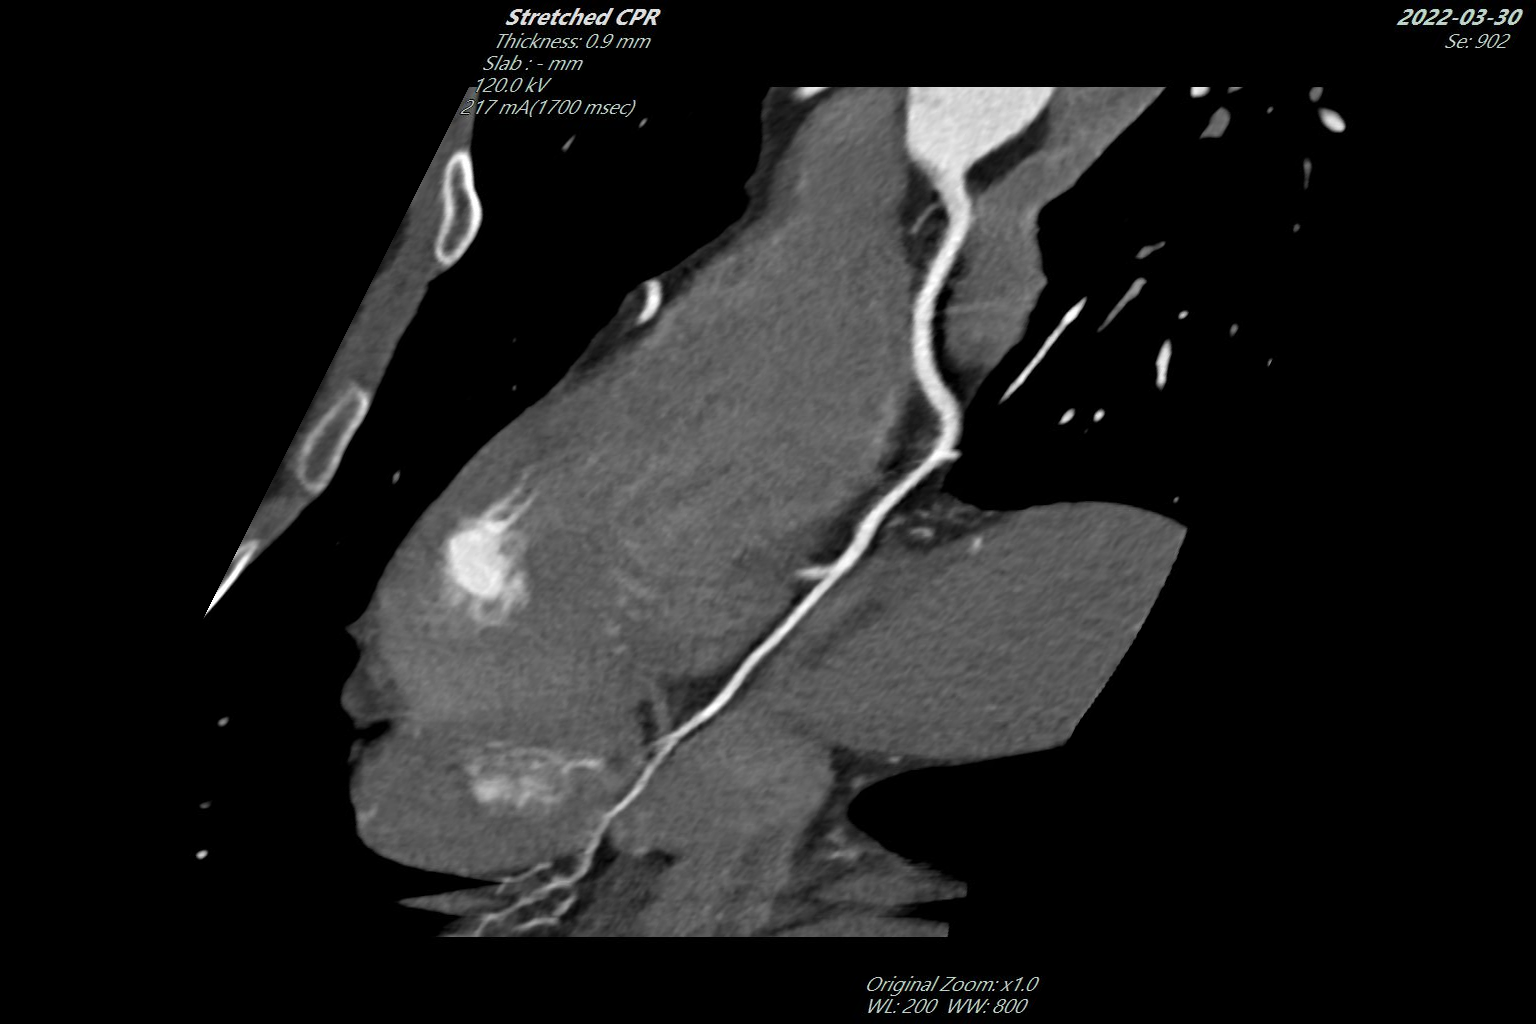 Stretched CPR
Thickness: 0.9 mm
Slab : - mm
120.0 kV
217 mA(1700 msec)
2022-03-30
Se: 902
Original Zoom: x1.0
WL: 200 WW: 800